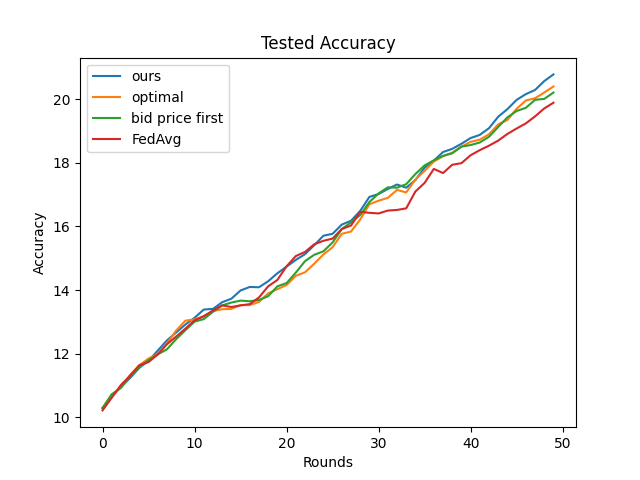 Tested Accuracy
ours
optimal
bid price first
FedAvg
Accuracy
20
18
16
14
12
10
0 10 20 30 40 50
Rounds